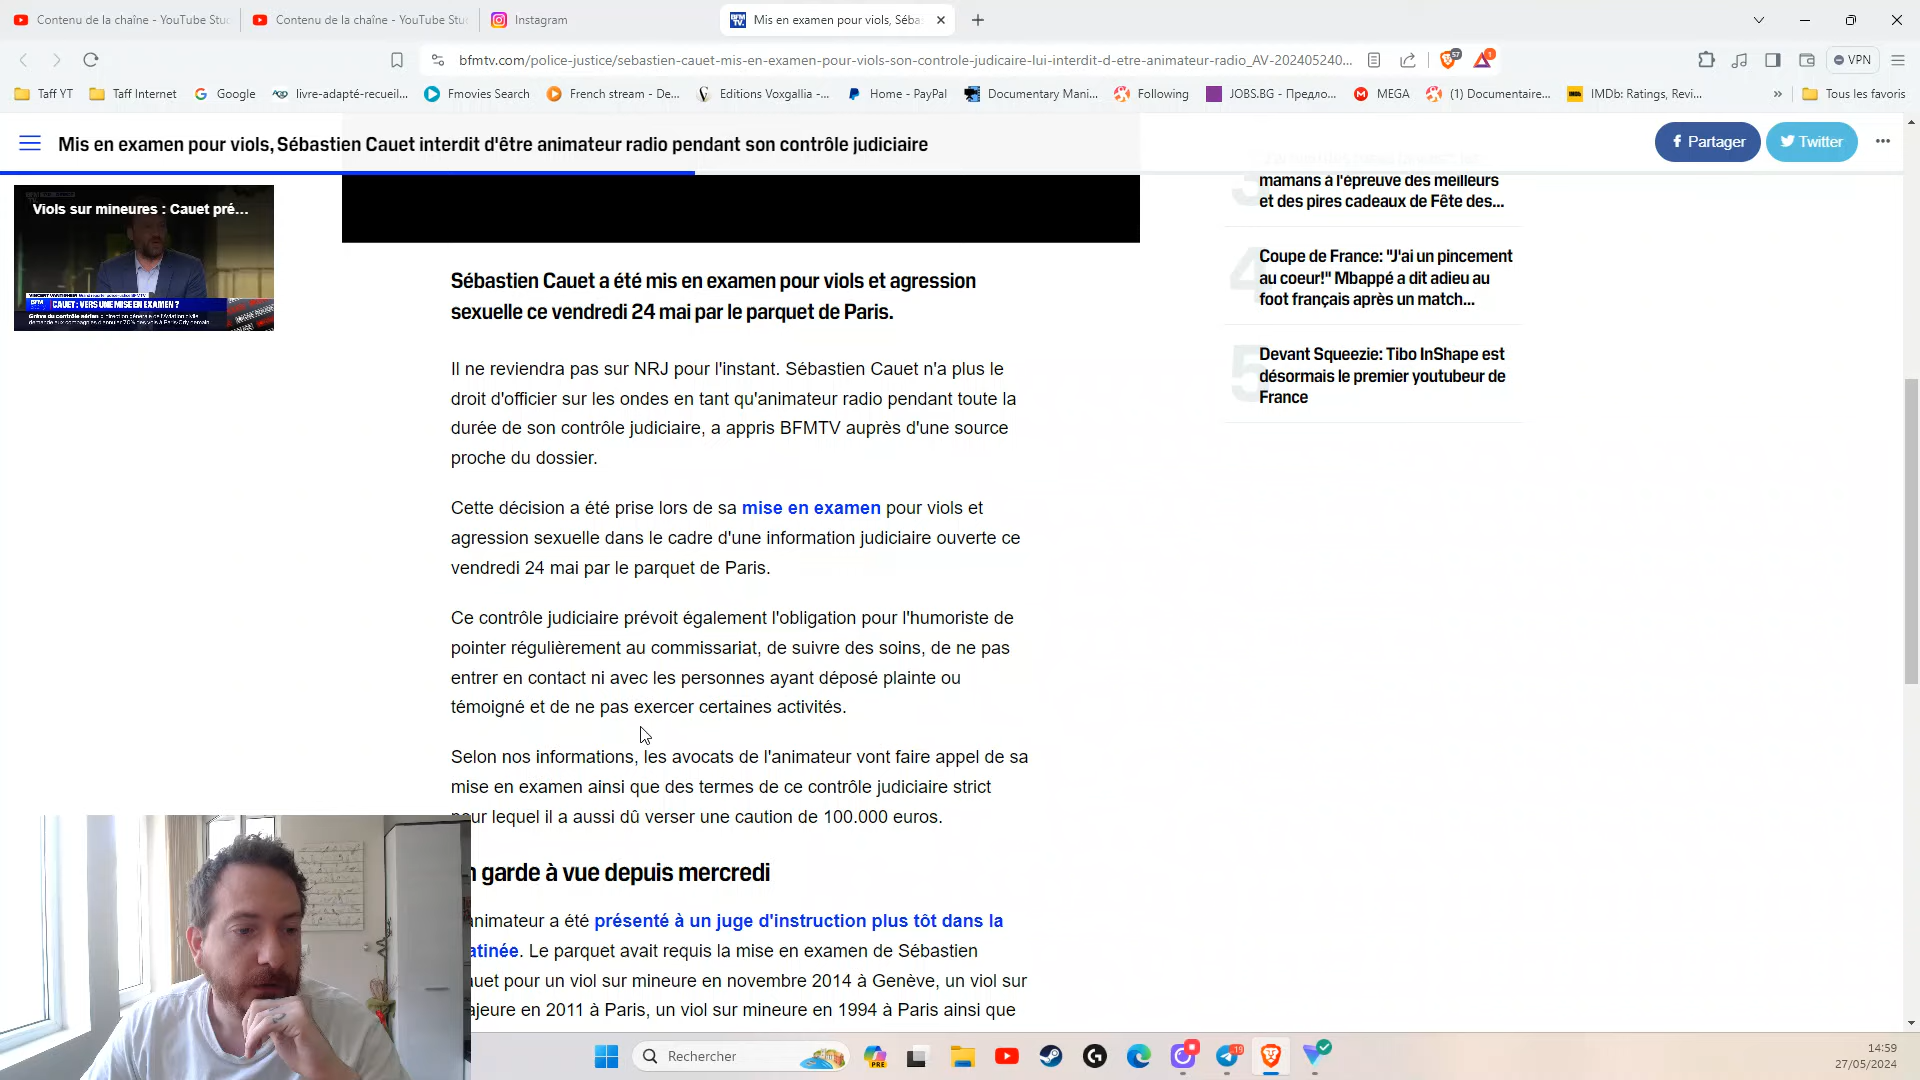 Contenu de la chaîne - YouTube Stu
Contenu de la chaîne - YouTube Stu
Instagram
Mis en examen pour viols, Séba
bfmtv.com/police-justice/sebastien-cauet-mis-en-examen-pour-viols-son-controle-judicaire-lui-interdit-d-etre-animateur-radio_AV-202405240...
57
1
VPN
Taff YT
Taff Internet
Google
livre-adapté-recueil...
Fmovies Search
French stream - De...
Editions Voxgallia -...
Home - PayPal
Documentary Mani...
Following
JOBS.BG - Предло...
MEGA
(1) Documentaire...
IMDb: Ratings, Revi...
Tous les favoris
Mis en examen pour viols, Sébastien Cauet interdit d'être animateur radio pendant son contrôle judiciaire
Partager
Twitter
Viols sur mineures : Cauet pré...
BFM
CAUET : VERS UNE MISE EN EXAMEN ?
3
mamans à l'épreuve des meilleurs
et des pires cadeaux de Fête des...
4
Coupe de France: "J'ai un pincement
au coeur!" Mbappé a dit adieu au
foot français après un match...
5
Devant Squeezie: Tibo InShape est
désormais le premier youtubeur de
France
Sébastien Cauet a été mis en examen pour viols et agression
sexuelle ce vendredi 24 mai par le parquet de Paris.
Il ne reviendra pas sur NRJ pour l'instant. Sébastien Cauet n'a plus le
droit d'officier sur les ondes en tant qu'animateur radio pendant toute la
durée de son contrôle judiciaire, a appris BFMTV auprès d'une source
proche du dossier.
Cette décision a été prise lors de sa mise en examen pour viols et
agression sexuelle dans le cadre d'une information judiciaire ouverte ce
vendredi 24 mai par le parquet de Paris.
Ce contrôle judiciaire prévoit également l'obligation pour l'humoriste de
pointer régulièrement au commissariat, de suivre des soins, de ne pas
entrer en contact ni avec les personnes ayant déposé plainte ou
témoigné et de ne pas exercer certaines activités.
Selon nos informations, les avocats de l'animateur vont faire appel de sa
mise en examen ainsi que des termes de ce contrôle judiciaire strict
lequel il a aussi dû verser une caution de 100.000 euros.
garde à vue depuis mercredi
animateur a été présenté à un juge d'instruction plus tôt dans la
atinée. Le parquet avait requis la mise en examen de Sébastien
auet pour un viol sur mineure en novembre 2014 à Genève, un viol sur
ajeure en 2011 à Paris, un viol sur mineure en 1994 à Paris ainsi que
Rechercher
PRE
19
14:59
27/05/2024